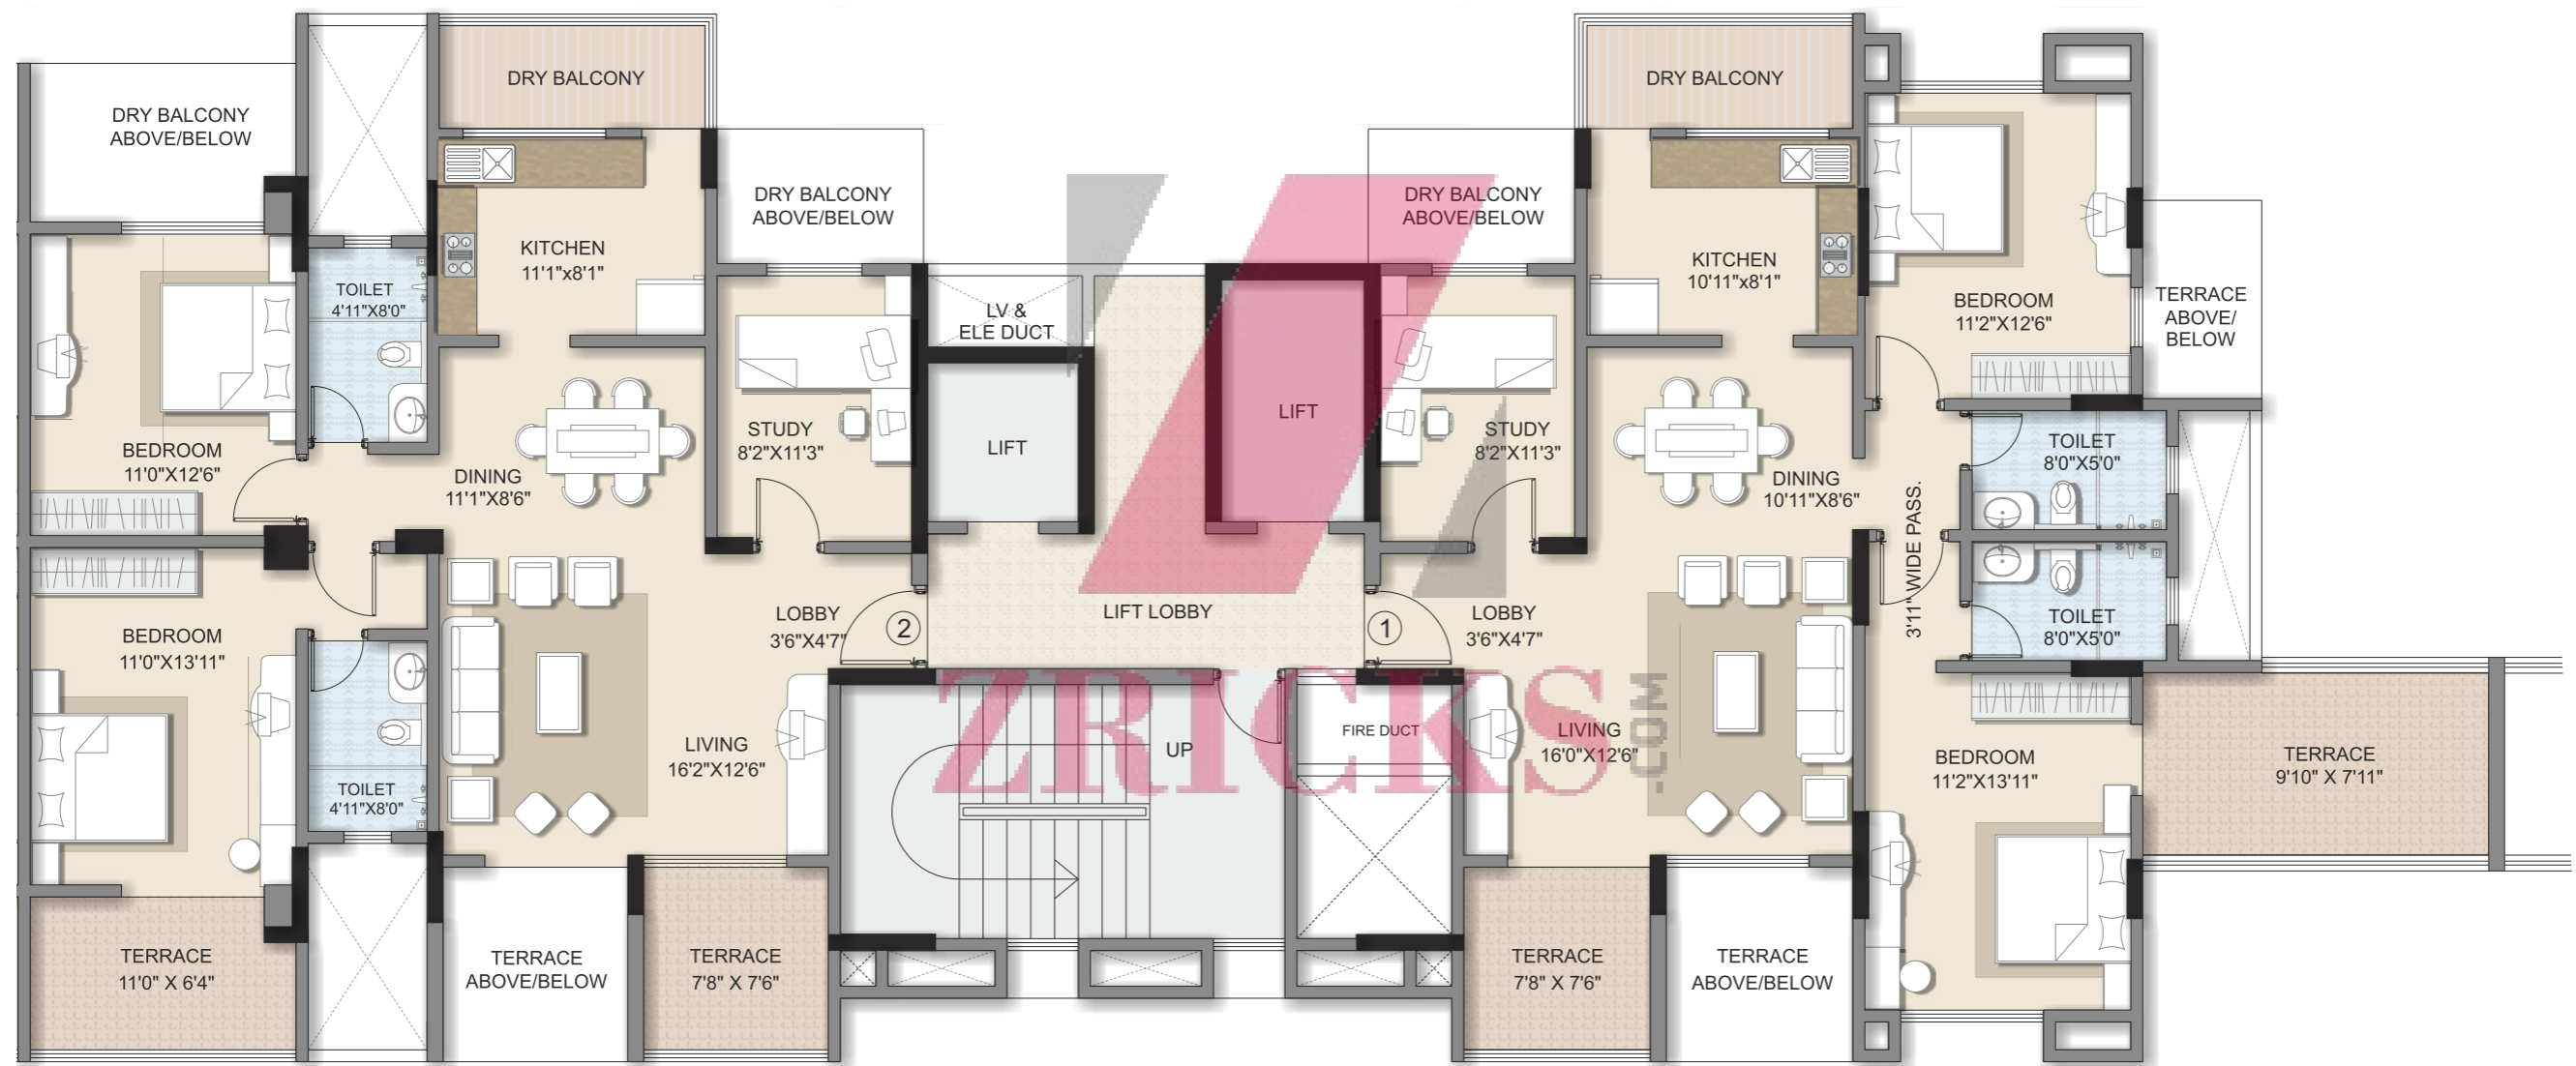 DRY BALCONY
ABOVE/BELOW
DRY BALCONY
DRY BALCONY
ABOVE/BELOW
KITCHEN
11'1"x8'1"
TOILET
4'11"X8'0"
BEDROOM
11'0"X12'6"
DINING
11'1"X8'6"
STUDY
8'2"X11'3"
LV &
ELE DUCT
LIFT
LIFT
LIFT LOBBY
LOBBY
3'6"X4'7"
2
BEDROOM
11'0"X13'11"
TOILET
4'11"X8'0"
LIVING
16'2"X12'6"
TERRACE
11'0" X 6'4"
TERRACE
ABOVE/BELOW
TERRACE
7'8" X 7'6"
UP
FIRE DUCT
DRY BALCONY
DRY BALCONY
ABOVE/BELOW
KITCHEN
10'11"x8'1"
BEDROOM
11'2"X12'6"
TERRACE
ABOVE/
BELOW
STUDY
8'2"X11'3"
DINING
10'11"X8'6"
TOILET
8'0"X5'0"
3'11" WIDE PASS.
TOILET
8'0"X5'0"
1
LOBBY
3'6"X4'7"
LIVING
16'0"X12'6"
BEDROOM
11'2"X13'11"
TERRACE
9'10" X 7'11"
TERRACE
7'8" X 7'6"
TERRACE
ABOVE/BELOW
ZRICKS
.COM